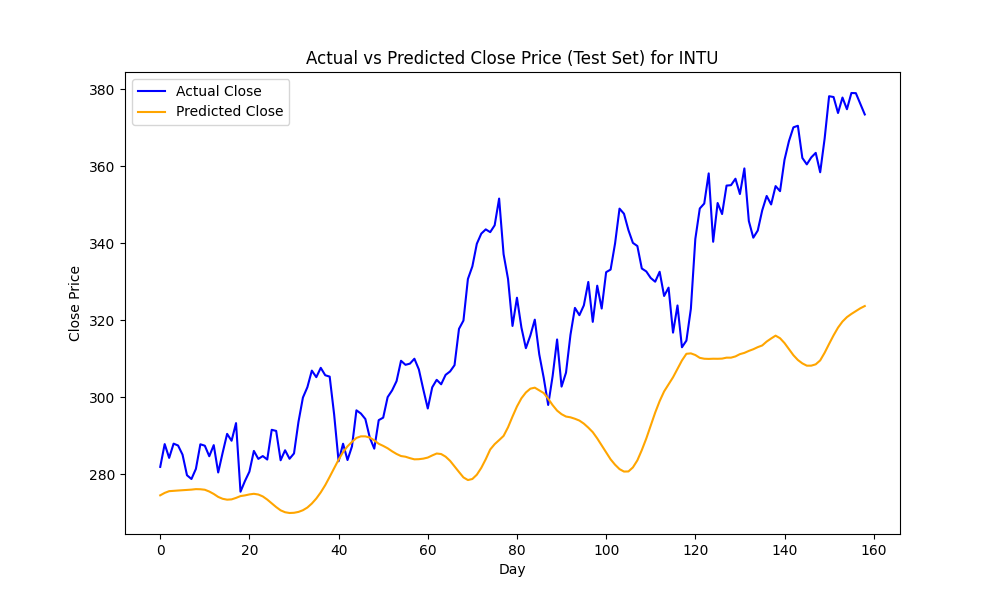 Actual vs Predicted Close Price (Test Set) for INTU
Actual Close
Predicted Close
380
360
340
320
300
280
Close Price
0 20 40 60 80 100 120 140 160
Day